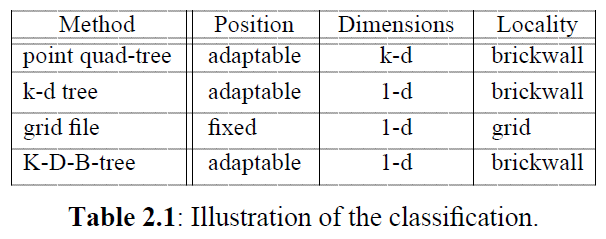 Method Position Dimensions Locality
point quad-tree adaptable k-d brickwall
k-d tree adaptable 1-d brickwall
grid file fixed 1-d grid
K-D-B-tree adaptable 1-d brickwall
Table 2.1: Illustration of the classification.